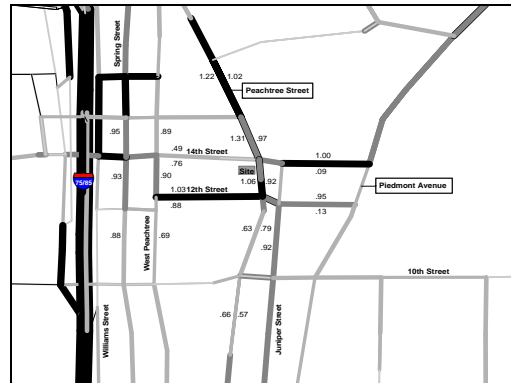 Spring Street
1.22 1.02
Peachtree Street
.95
.89
1.31 .97
.49
14th Street
.76
1.00
.09
Site
.93
.90
1.06 .92
75/85
1.03 12th Street
.88
Piedmont Avenue
.95
.13
.88
West Peachtree
.69
.63 .79
.92
10th Street
Williams Street
.66 .57
Juniper Street